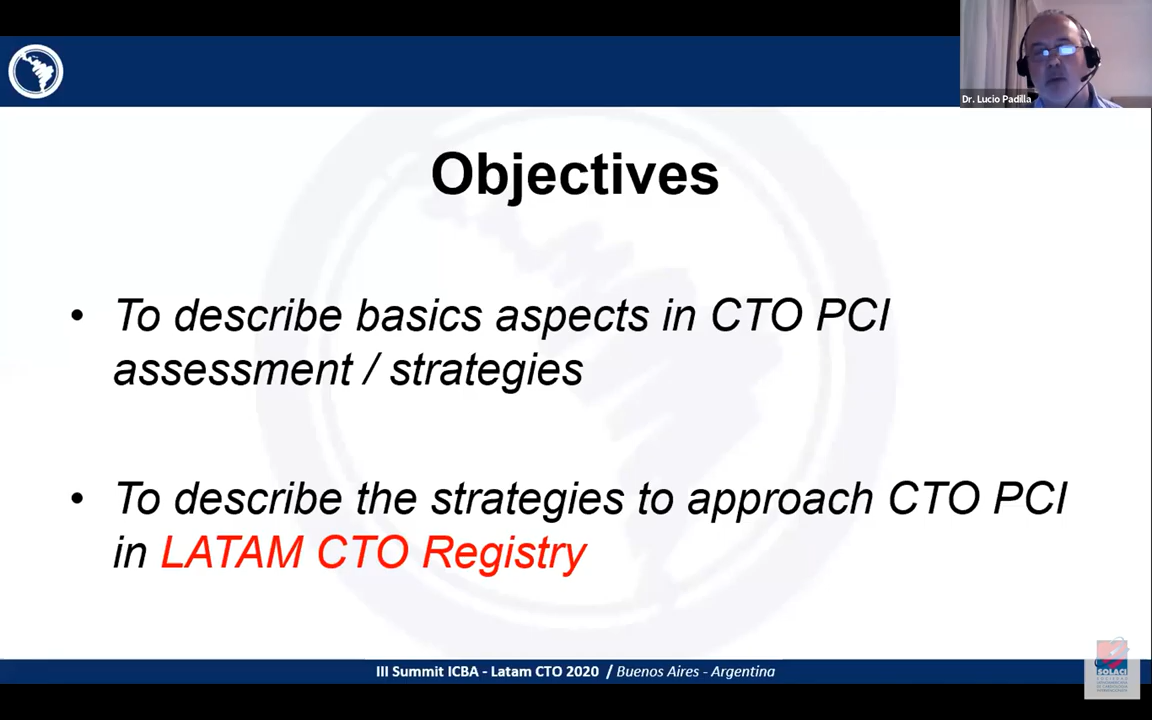 Dr. Lucio Padilla
Objectives
• To describe basics aspects in CTO PCI
assessment / strategies
• To describe the strategies to approach CTO PCI
in LATAM CTO Registry
III Summit ICBA - Latam CTO 2020 / Buenos Aires - Argentina
SOLACI